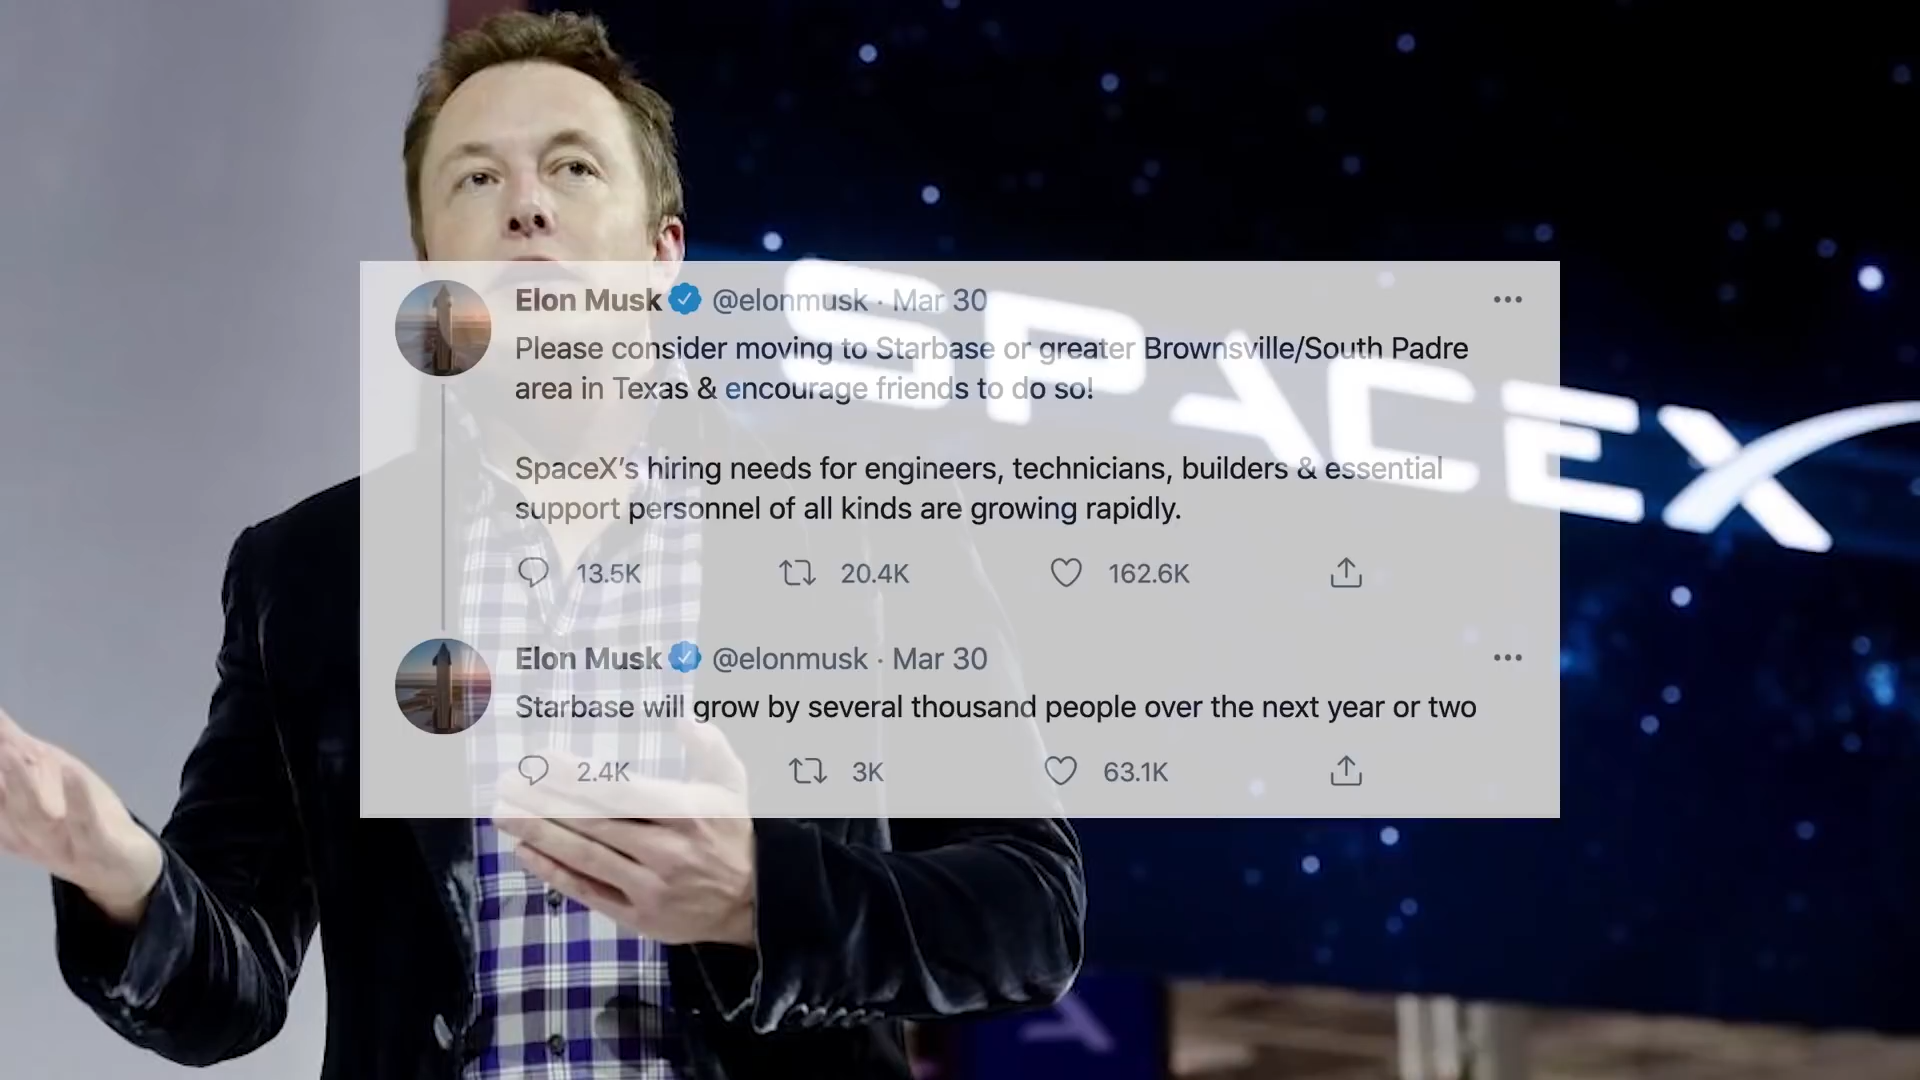 SPACEX
Elon Musk @elonmusk · Mar 30
Please consider moving to Starbase or greater Brownsville/South Padre
area in Texas & encourage friends to do so!
SpaceX’s hiring needs for engineers, technicians, builders & essential
support personnel of all kinds are growing rapidly.
13.5K 20.4K 162.6K
Elon Musk @elonmusk · Mar 30
Starbase will grow by several thousand people over the next year or two
2.4K 3K 63.1K